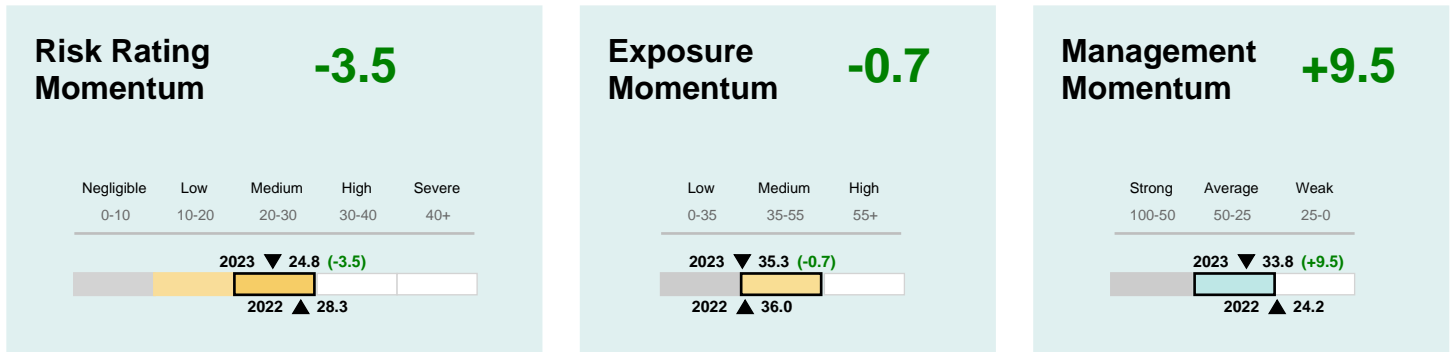 Risk Rating
Momentum
-3.5
Negligible Low Medium High Severe
0-10 10-20 20-30 30-40 40+
2023 ▼ 24.8 (-3.5)
2022 ▲ 28.3
Exposure
Momentum
-0.7
Low Medium High
0-35 35-55 55+
2023 ▼ 35.3 (-0.7)
2022 ▲ 36.0
Management
Momentum
+9.5
Strong Average Weak
100-50 50-25 25-0
2023 ▼ 33.8 (+9.5)
2022 ▲ 24.2